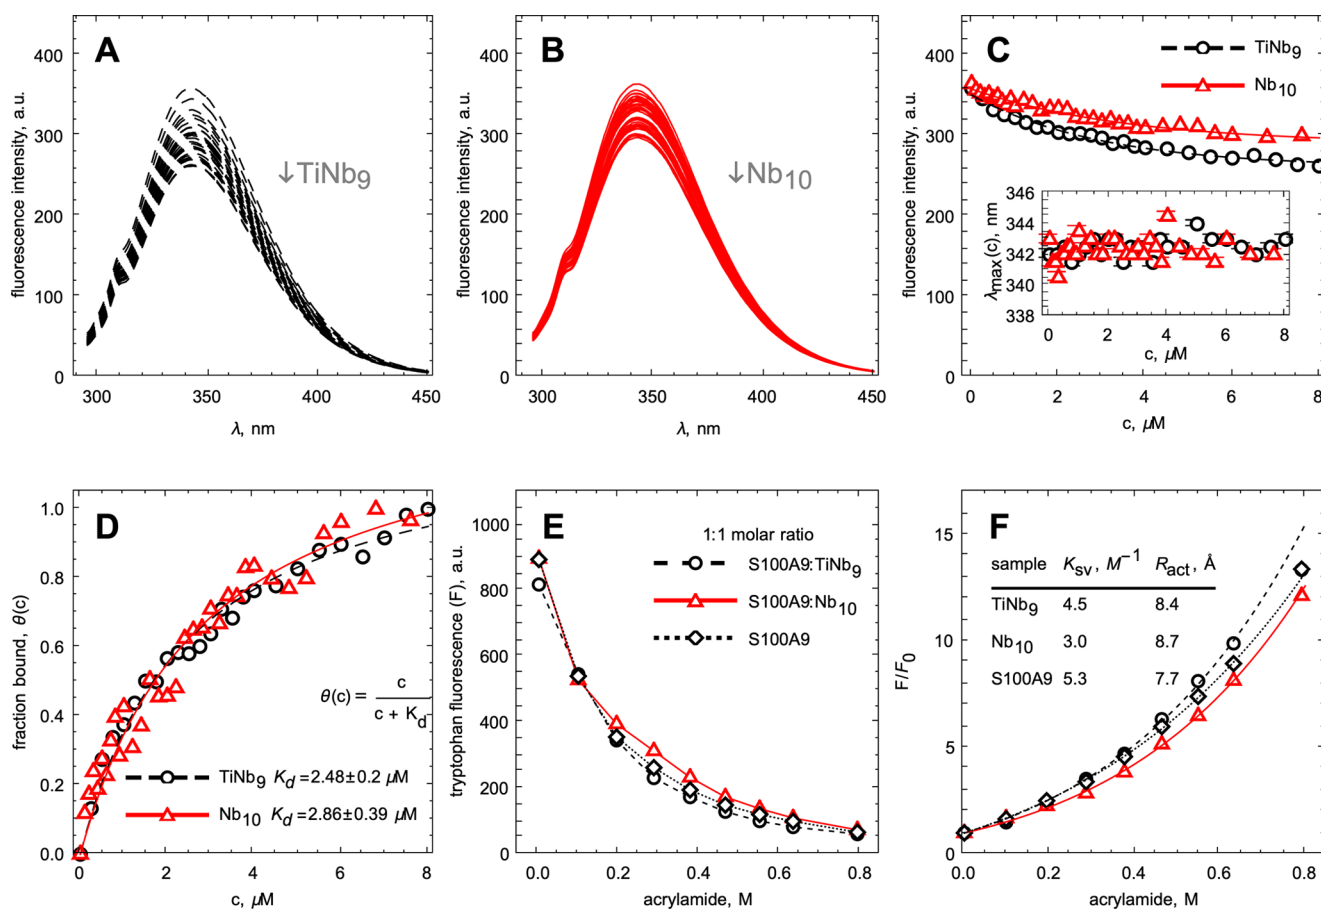 A
fluorescence intensity, a.u.
400
300
200
100
0
↓TiNb9
300
350
400
450
λ, nm
B
fluorescence intensity, a.u.
400
300
200
100
0
↓Nb10
300
350
400
450
λ, nm
C
TiNb9
Nb10
fluorescence intensity, a.u.
400
300
200
100
0
346
344
342
340
338
λmax(c), nm
0
2
4
6
8
c, μM
0
2
4
6
8
c, μM
D
fraction bound, θ(c)
1.0
0.8
0.6
0.4
0.2
0.0
θ(c) = c / c + Kd
TiNb9 Kd =2.48±0.2 μM
Nb10 Kd =2.86±0.39 μM
0
2
4
6
8
c, μM
E
1:1 molar ratio
S100A9:TiNb9
S100A9:Nb10
S100A9
tryptophan fluorescence (F), a.u.
1000
800
600
400
200
0
0.0
0.2
0.4
0.6
0.8
acrylamide, M
F
sample Ksv, M−1 Ract, Å
TiNb9 4.5 8.4
Nb10 3.0 8.7
S100A9 5.3 7.7
F/F0
15
10
5
0
0.0
0.2
0.4
0.6
0.8
acrylamide, M